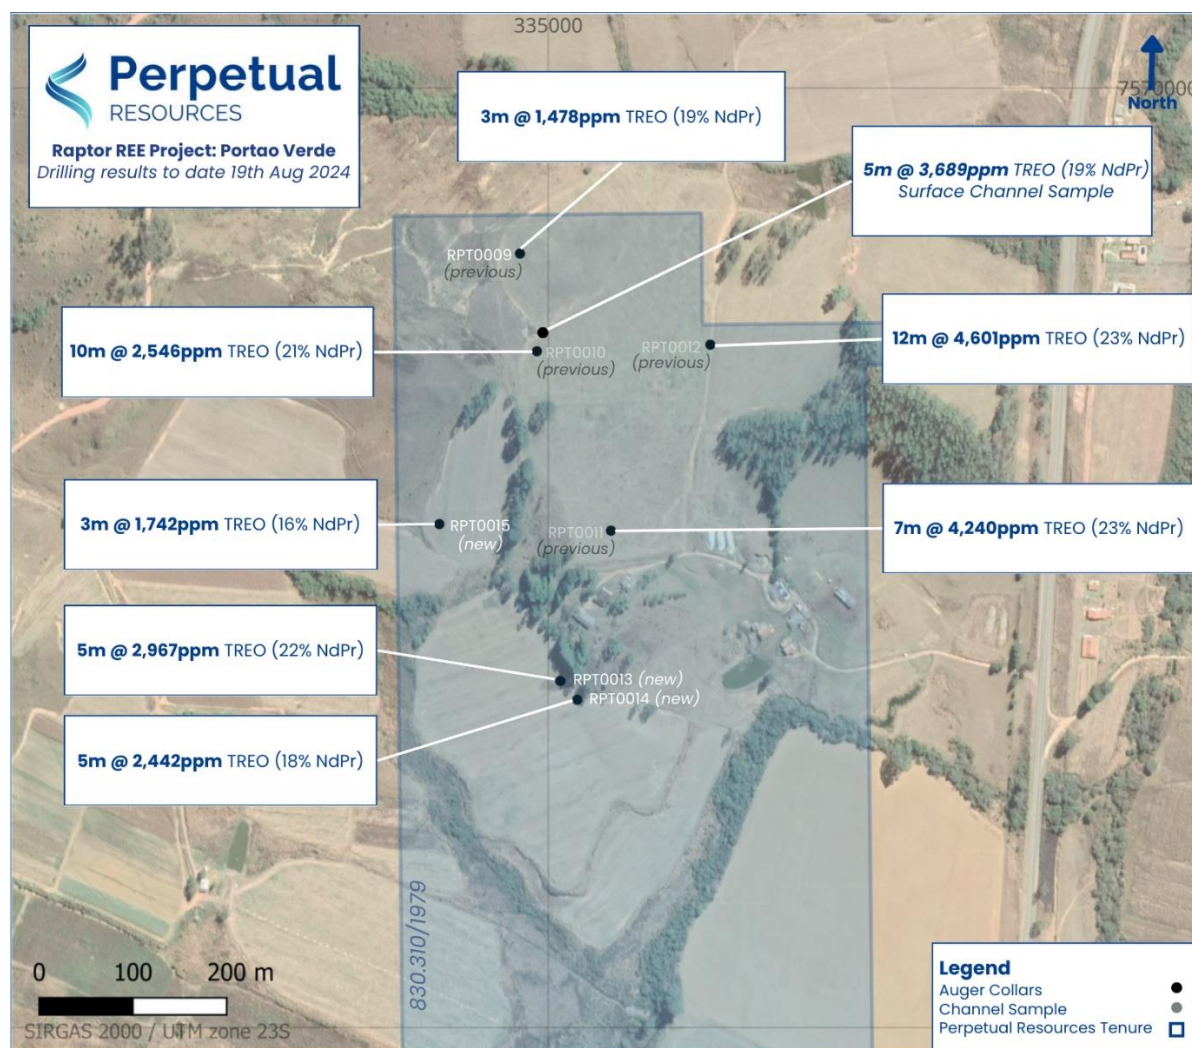 335000
Perpetual
RESOURCES
Raptor REE Project: Portao Verde
Drilling results to date 19th Aug 2024
7570000
North
3m @ 1,478ppm TREO (19% NdPr)
5m @ 3,689ppm TREO (19% NdPr)
Surface Channel Sample
RPT0009
(previous)
10m @ 2,546ppm TREO (21% NdPr)
RPT0010
(previous)
RPT0012
(previous)
12m @ 4,601ppm TREO (23% NdPr)
3m @ 1,742ppm TREO (16% NdPr)
RPT0015
(new)
RPT0011
(previous)
7m @ 4,240ppm TREO (23% NdPr)
5m @ 2,967ppm TREO (22% NdPr)
RPT0013 (new)
RPT0014 (new)
5m @ 2,442ppm TREO (18% NdPr)
830.310/1979
0 100 200 m
SIRGAS 2000 / UTM zone 23S
Legend
Auger Collars
Channel Sample
Perpetual Resources Tenure